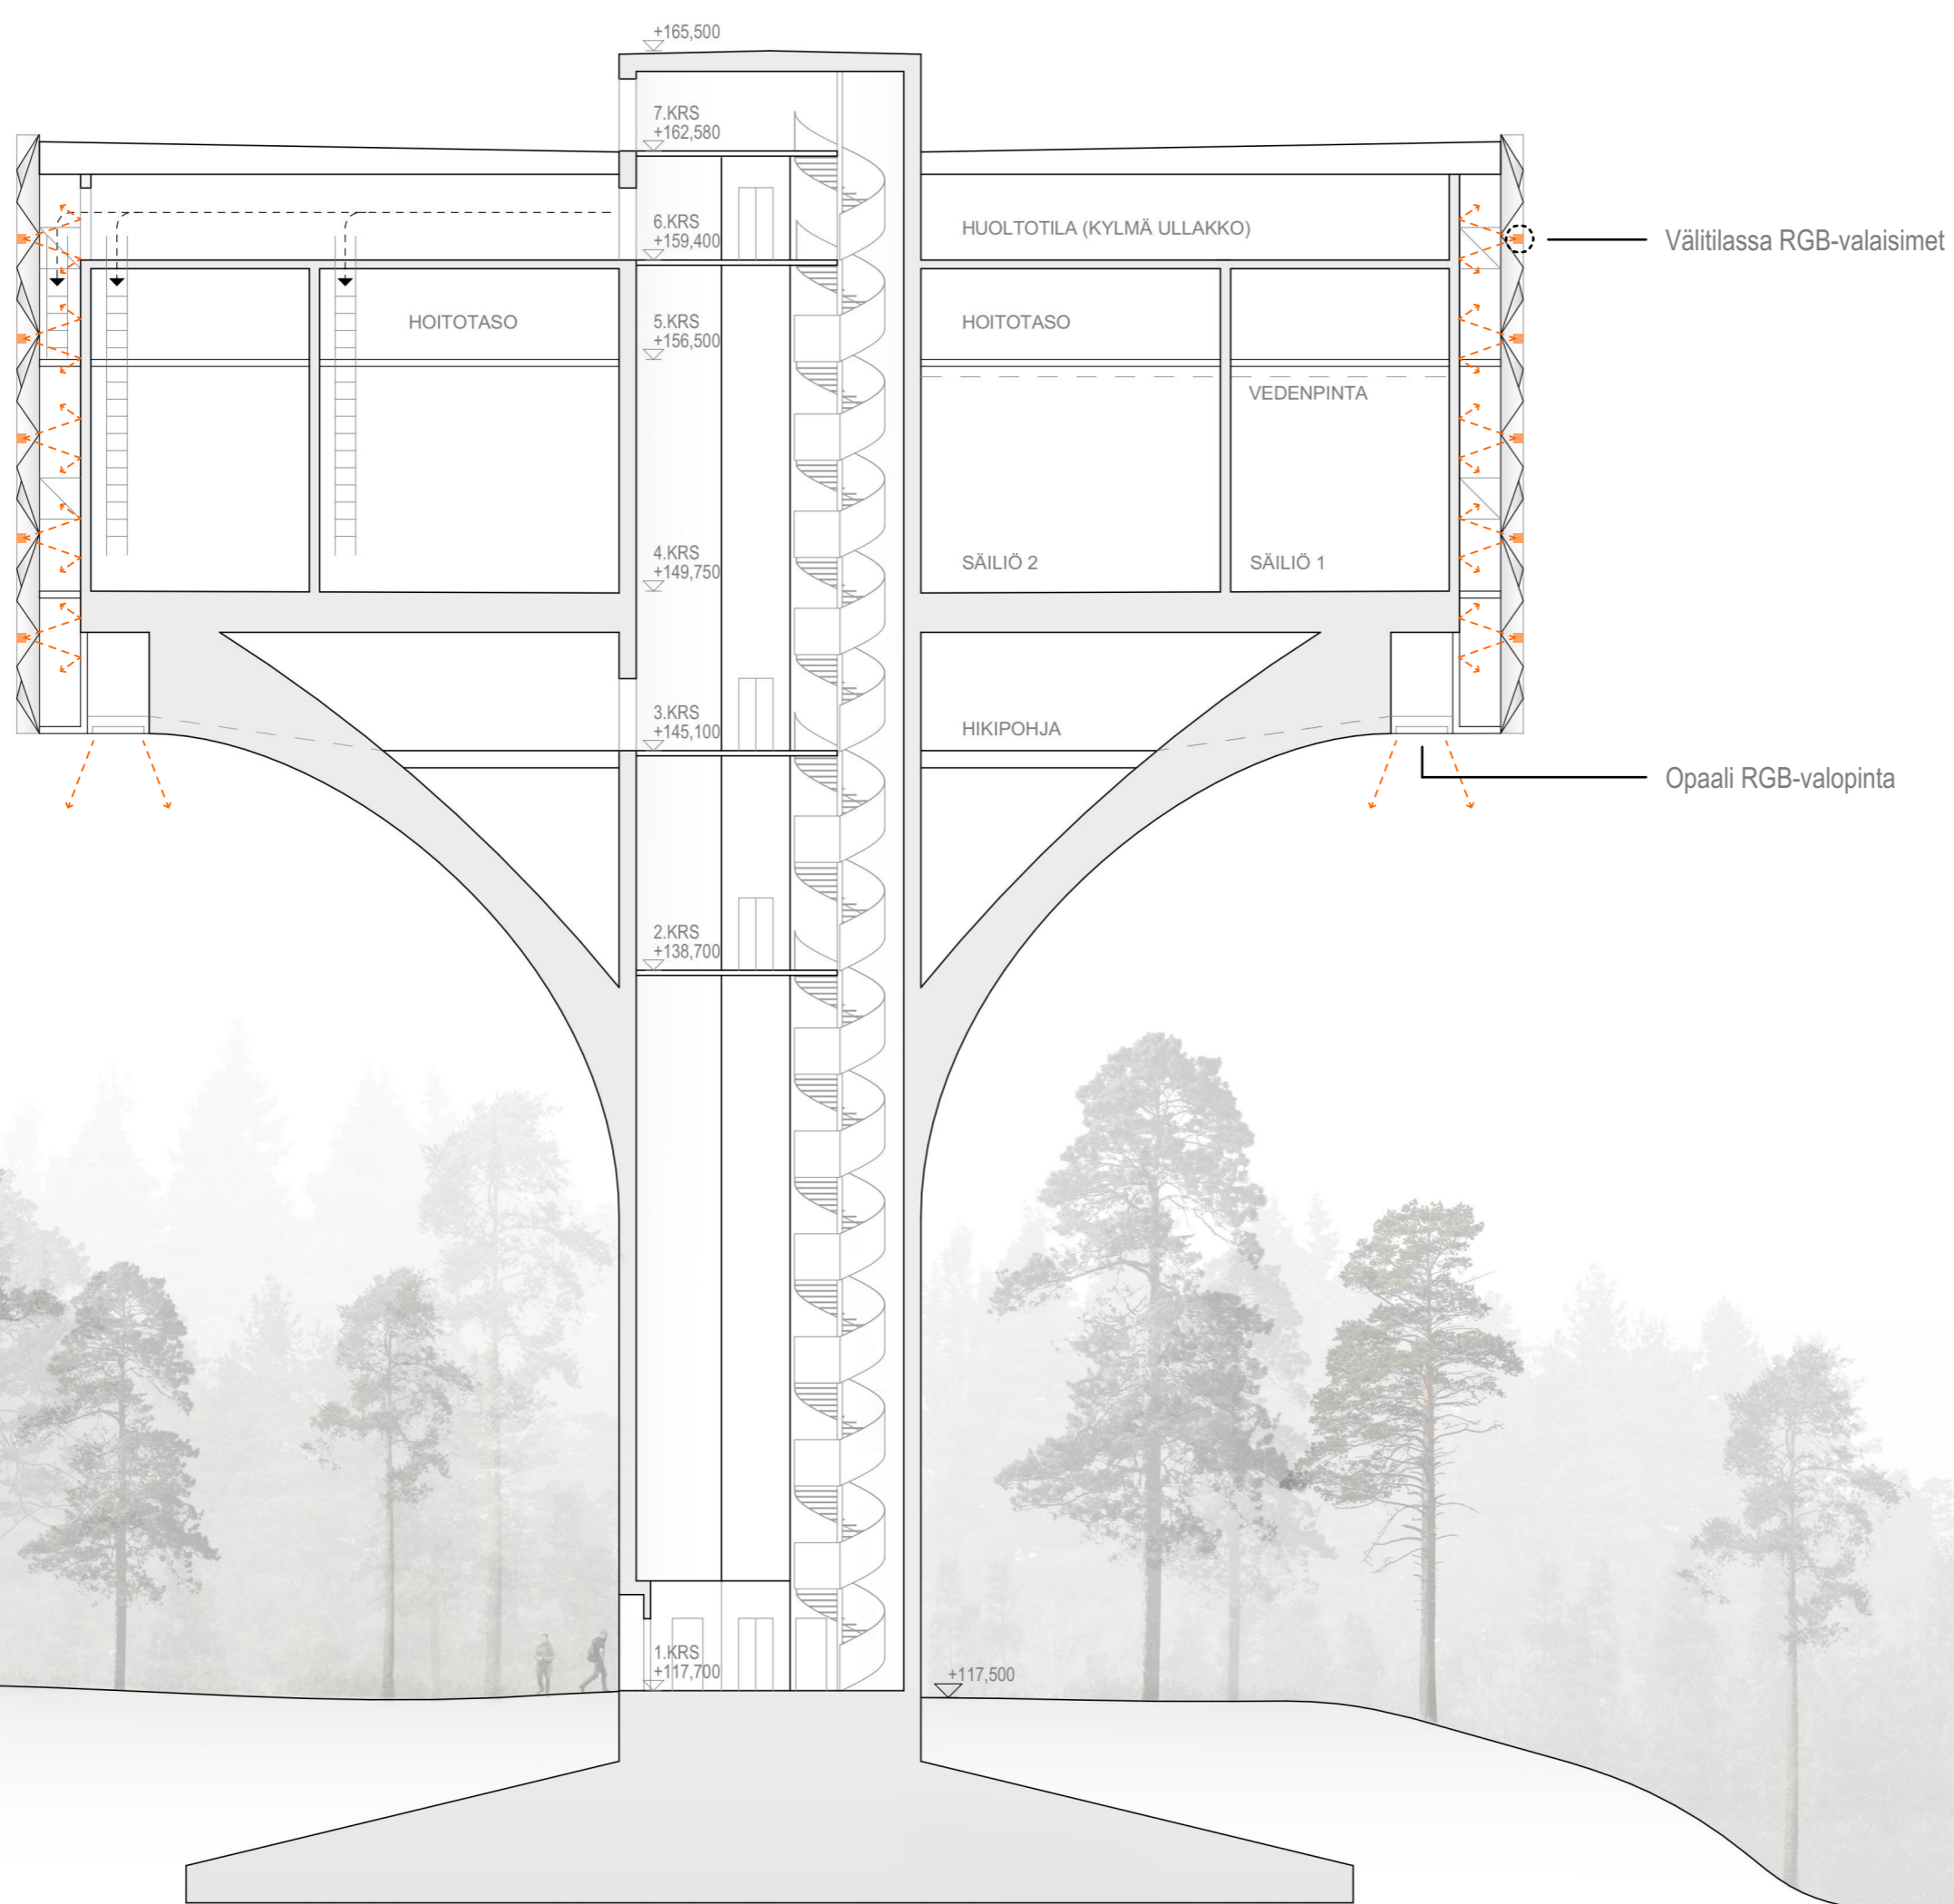 +165,500
7.KRS
+162,580
6.KRS
+159,400
HUOLTOTILA (KYLMÄ ULLAKKO)
Välitilassa RGB-valaisimet
HOITOTASO
5.KRS
+156,500
HOITOTASO
VEDENPINTA
4.KRS
+149,750
SÄILIÖ 2
SÄILIÖ 1
3.KRS
+145,100
HIKIPOHJA
Opaali RGB-valopinta
2.KRS
+138,700
1.KRS
+117,700
+117,500